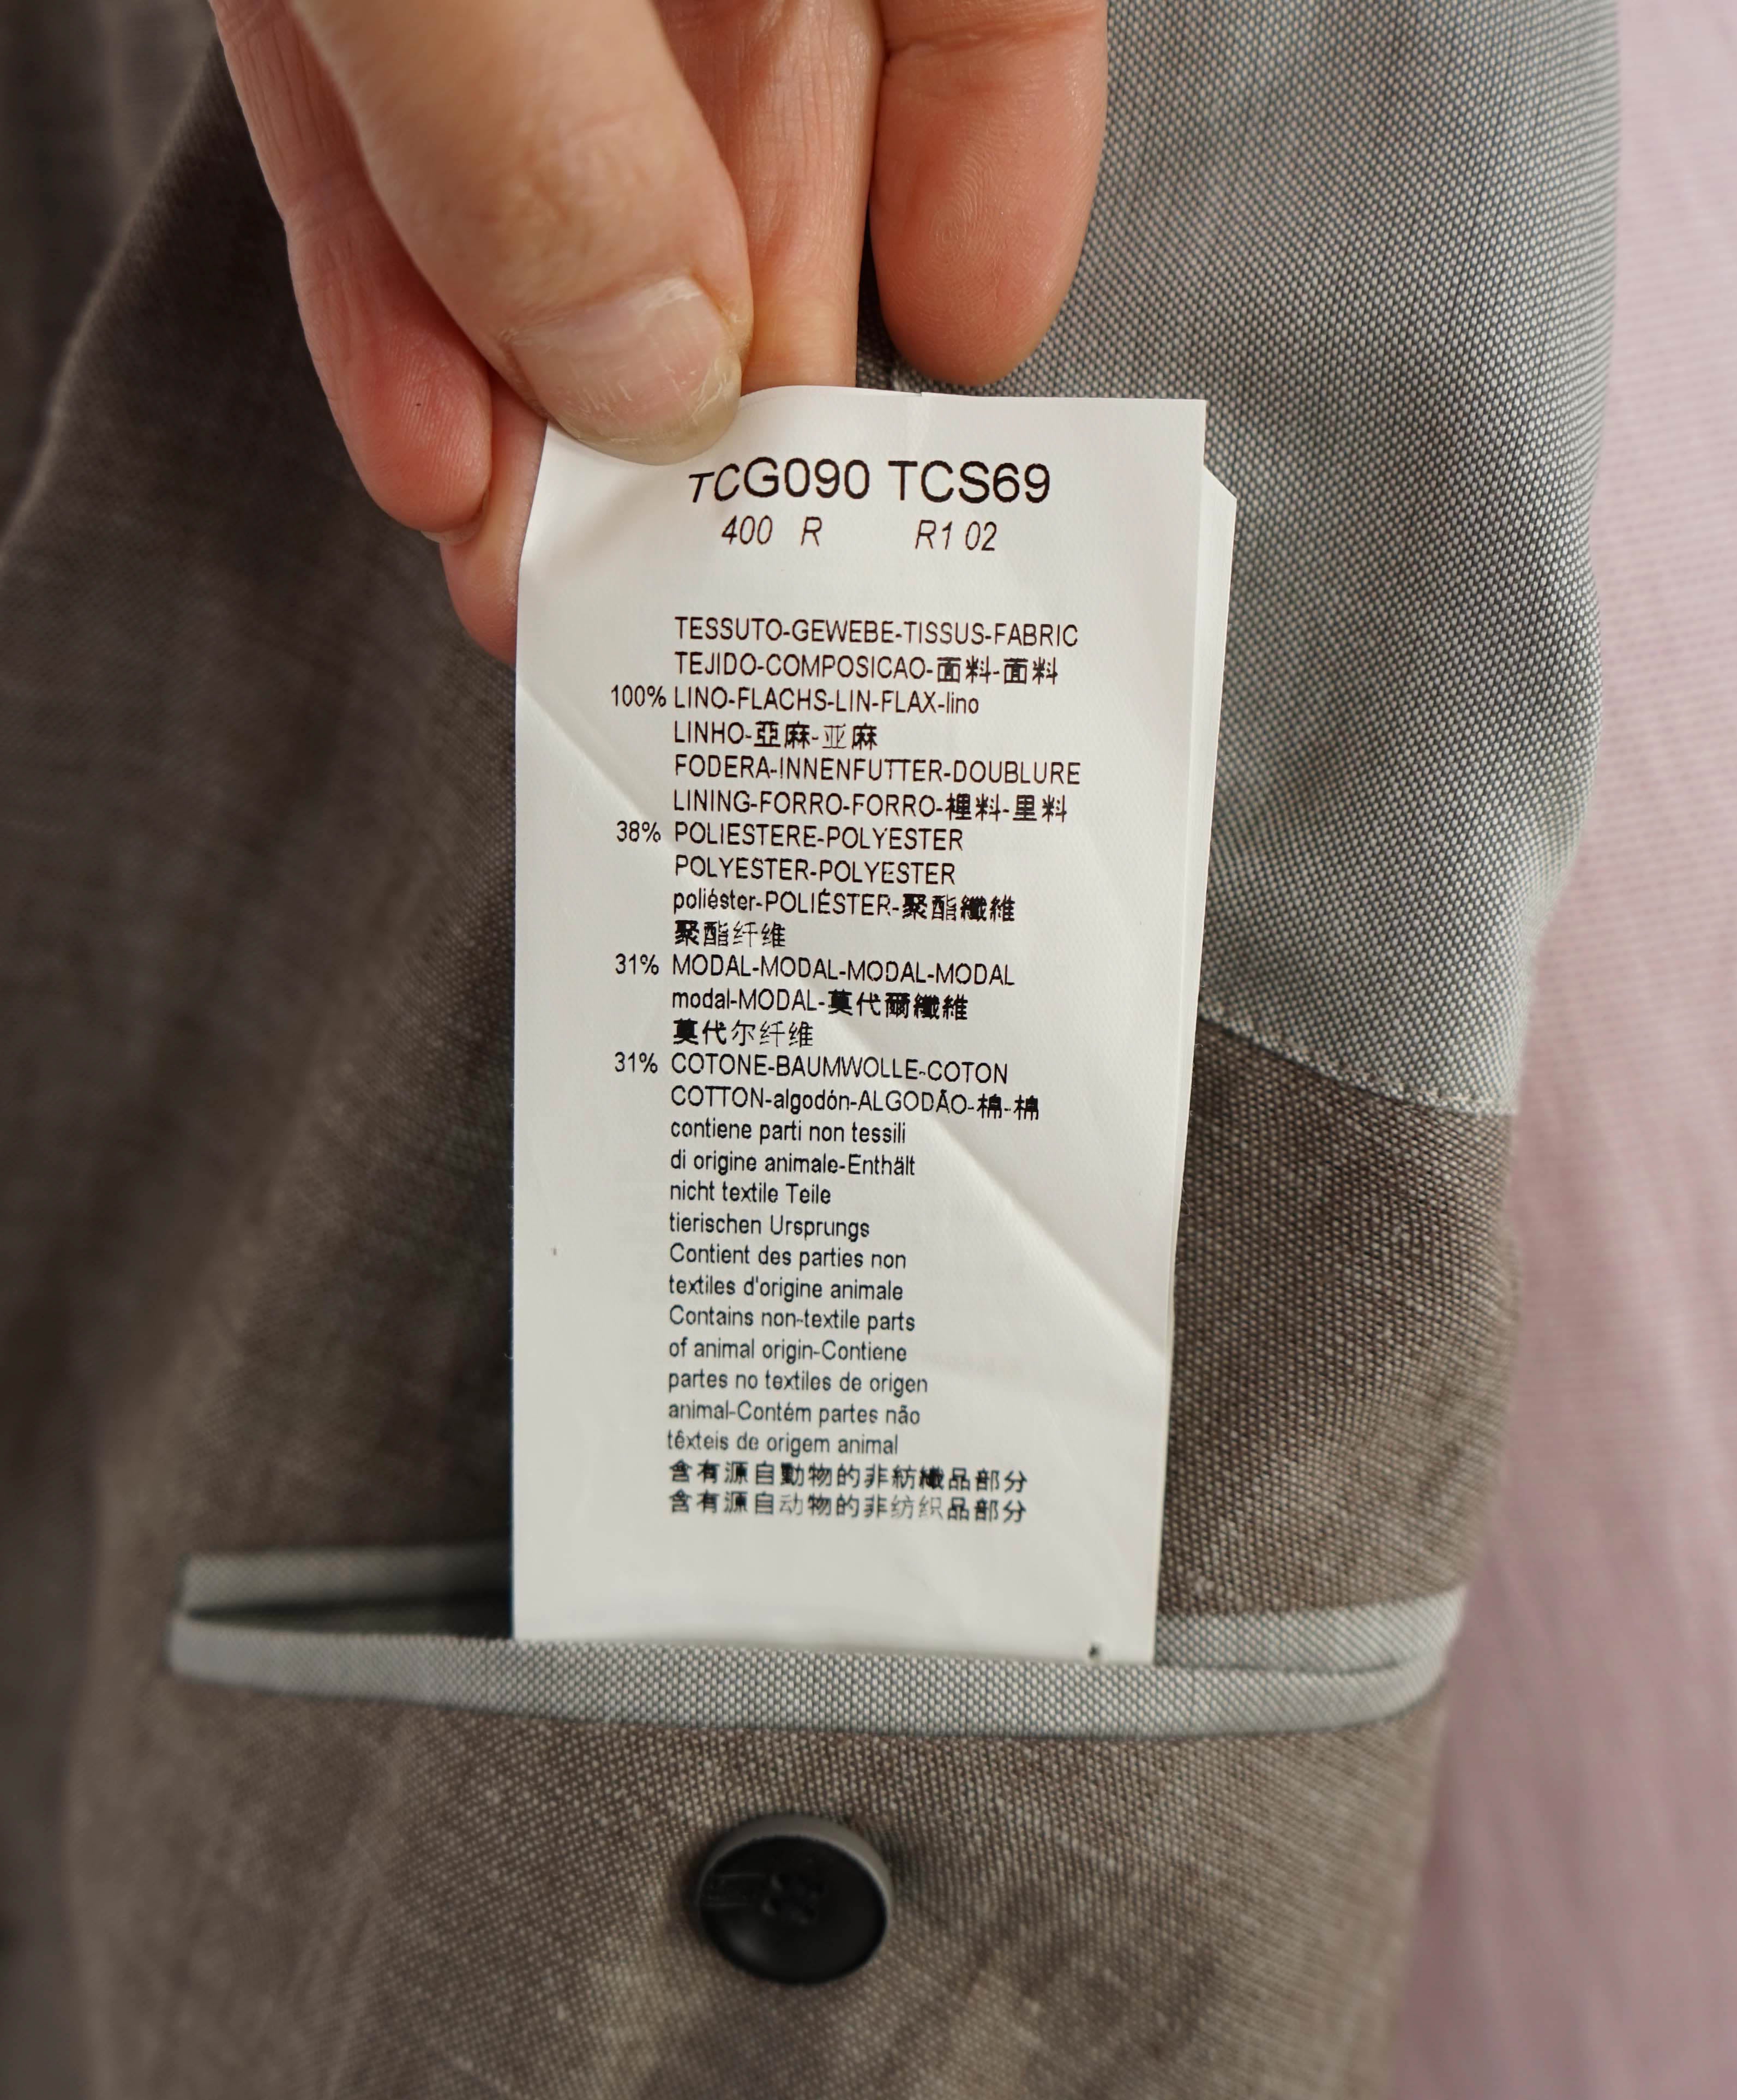 TCG090 TCS69
400 R R1 02
TESSUTO-GEWEBE-TISSUS-FABRIC
TEJIDO-COMPOSICAO-面料-面料
100% LINO-FLACHS-LIN-FLAX-lino
LINHO-亞麻-亚麻
FODERA-INNENFUTTER-DOUBLURE
LINING-FORRO-FORRO-裡料-里料
38% POLIESTERE-POLYESTER
POLYESTER-POLYESTER
poliéster-POLIÉSTER-聚酯纖維
聚酯纤维
31% MODAL-MODAL-MODAL-MODAL
modal-MODAL-莫代爾纖維
莫代尔纤维
31% COTONE-BAUMWOLLE-COTON
COTTON-algodón-ALGODÃO-棉-棉
contiene parti non tessili
di origine animale-Enthält
nicht textile Teile
tierischen Ursprungs
Contient des parties non
textiles d'origine animale
Contains non-textile parts
of animal origin-Contiene
partes no textiles de origen
animal-Contém partes não
têxteis de origem animal
含有源自動物的非紡織品部分
含有源自动物的非纺织品部分